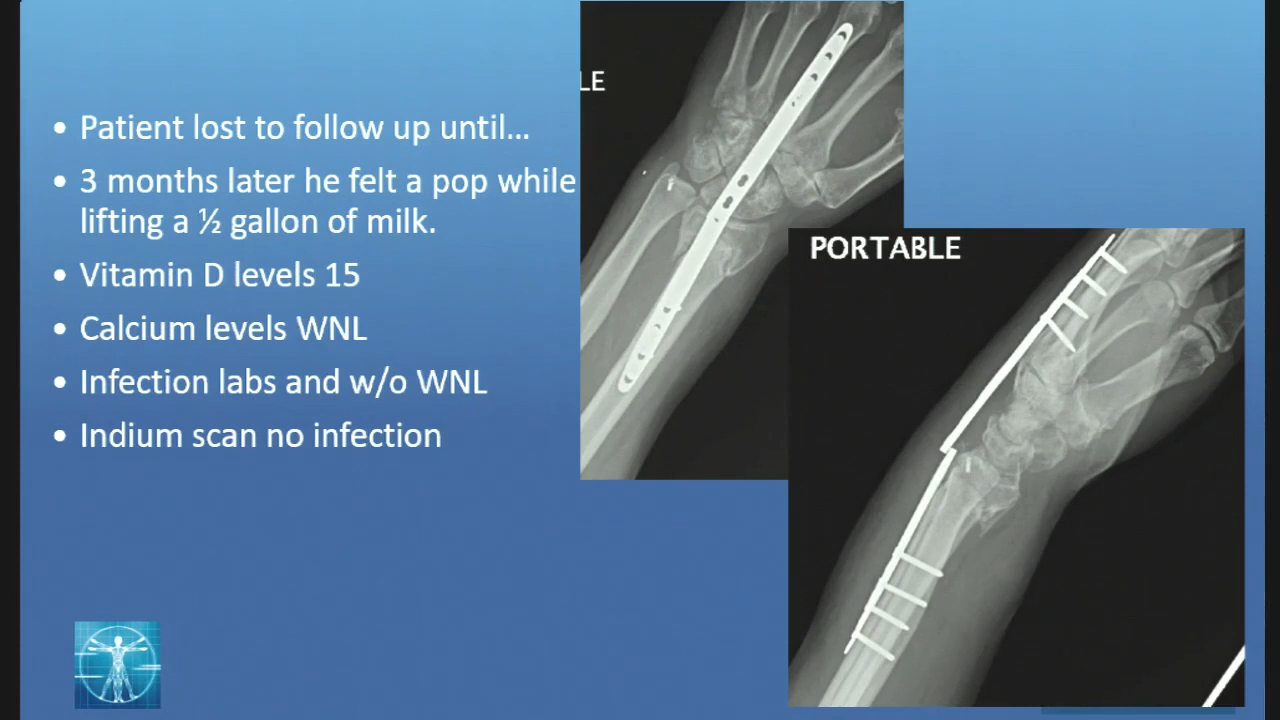 • Patient lost to follow up until…
• 3 months later he felt a pop while
lifting a ½ gallon of milk.
• Vitamin D levels 15
• Calcium levels WNL
• Infection labs and w/o WNL
• Indium scan no infection
LE
PORTABLE